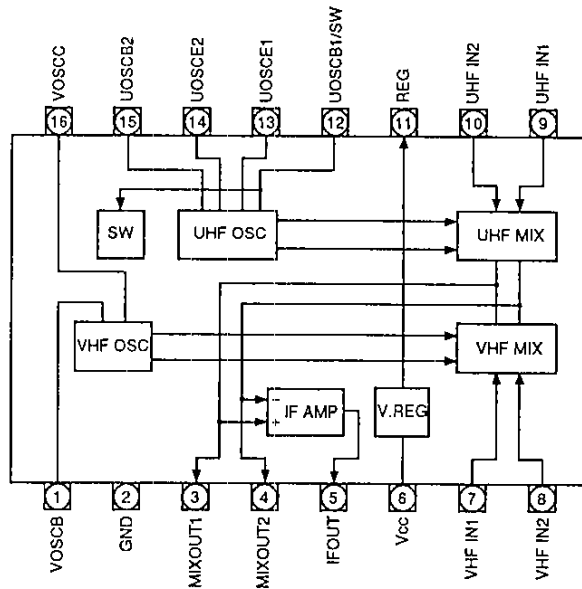 VOSCC
UOSCB2
UOSCE2
UOSCE1
UOSCB1/SW
REG
UHF IN2
UHF IN1
16
15
14
13
12
11
10
9
SW
UHF OSC
UHF MIX
VHF OSC
VHF MIX
−
+
IF AMP
V.REG
1
2
3
4
5
6
7
8
VOSCB
GND
MIXOUT1
MIXOUT2
IFOUT
Vcc
VHF IN1
VHF IN2